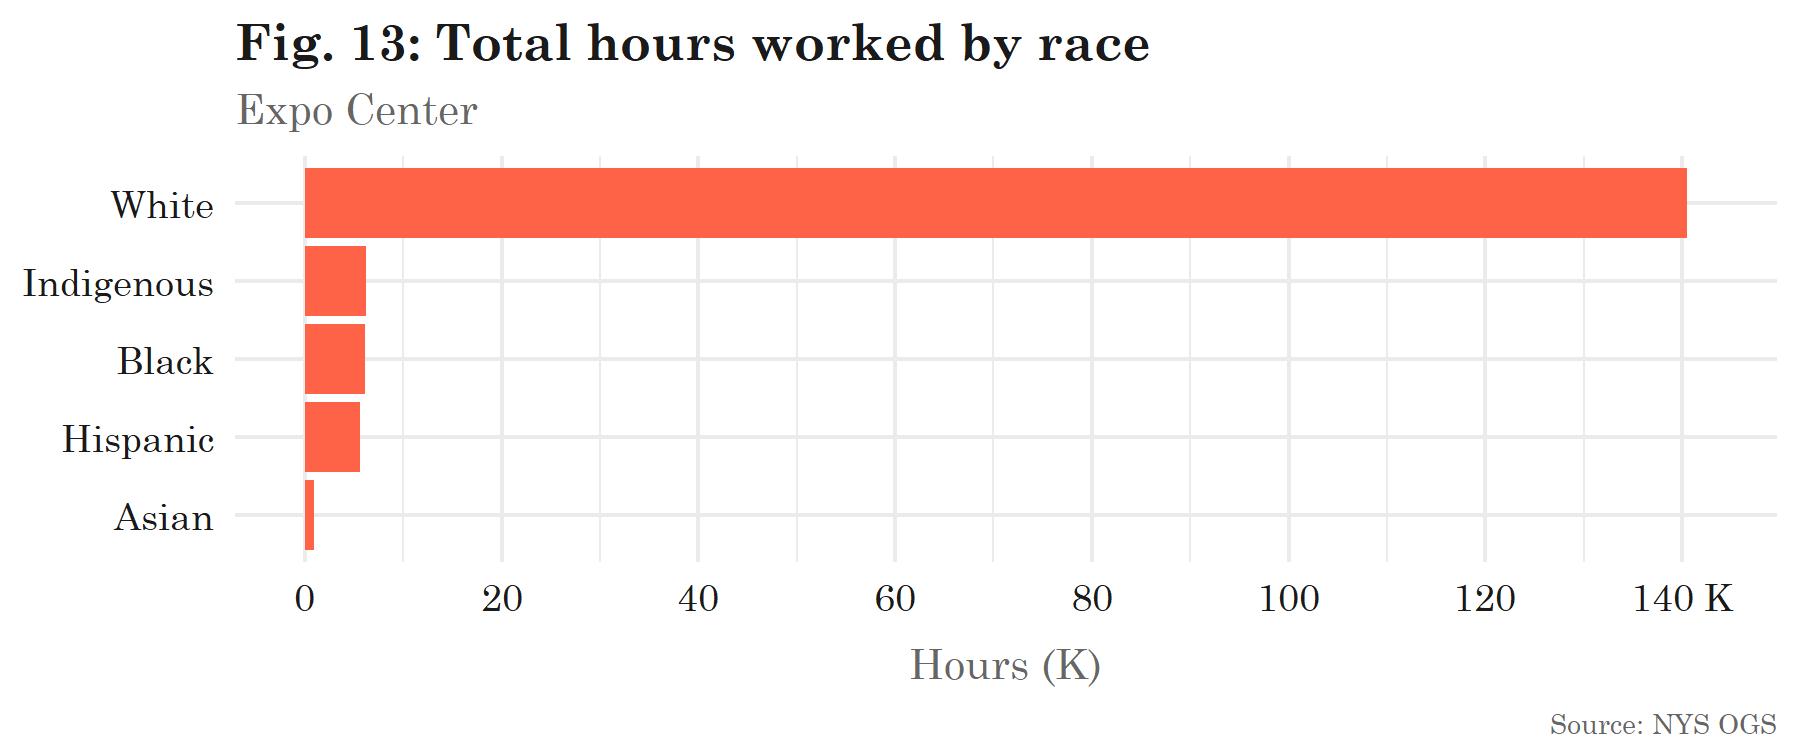 Fig. 13: Total hours worked by race
Expo Center
White
Indigenous
Black
Hispanic
Asian
0 20 40 60 80 100 120 140 K
Hours (K)
Source: NYS OGS